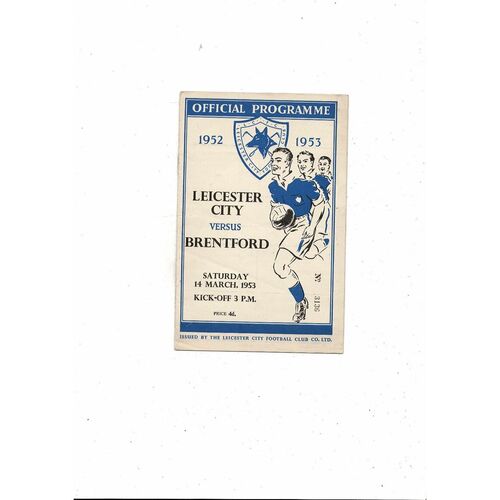 OFFICIAL PROGRAMME
1952 1953
LEICESTER
CITY
VERSUS
BRENTFORD
SATURDAY
14 MARCH, 1953
KICK-OFF 3 P.M.
PRICE 4d.
No 3136
ISSUED BY THE LEICESTER CITY FOOTBALL CLUB CO. LTD.